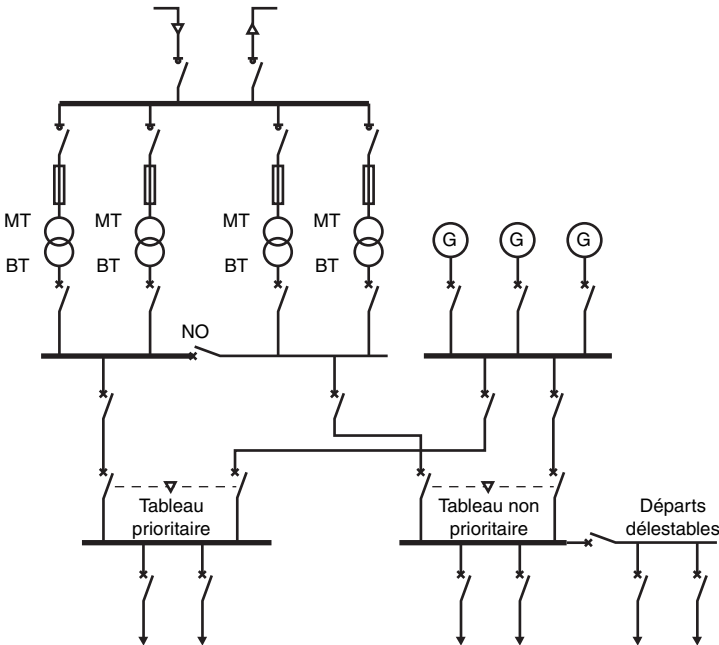 MT
MT
MT
MT
BT
BT
BT
BT
G
G
G
NO
Tableau
prioritaire
Tableau non
prioritaire
Départs
délestables